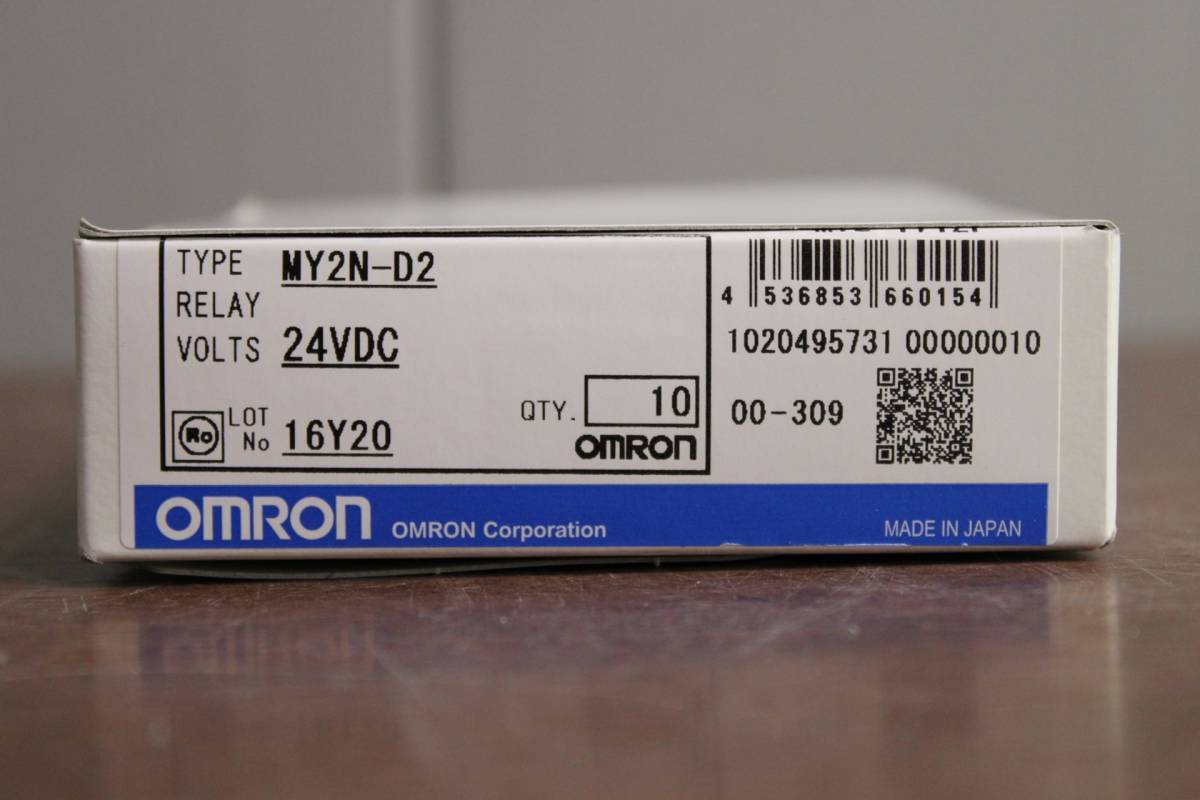 TYPE MY2N-D2
RELAY
VOLTS 24VDC
QTY. 10
Ro LOT No 16Y20
OMRON
4 536853 660154
1020495731 00000010
00-309
OMRON OMRON Corporation MADE IN JAPAN